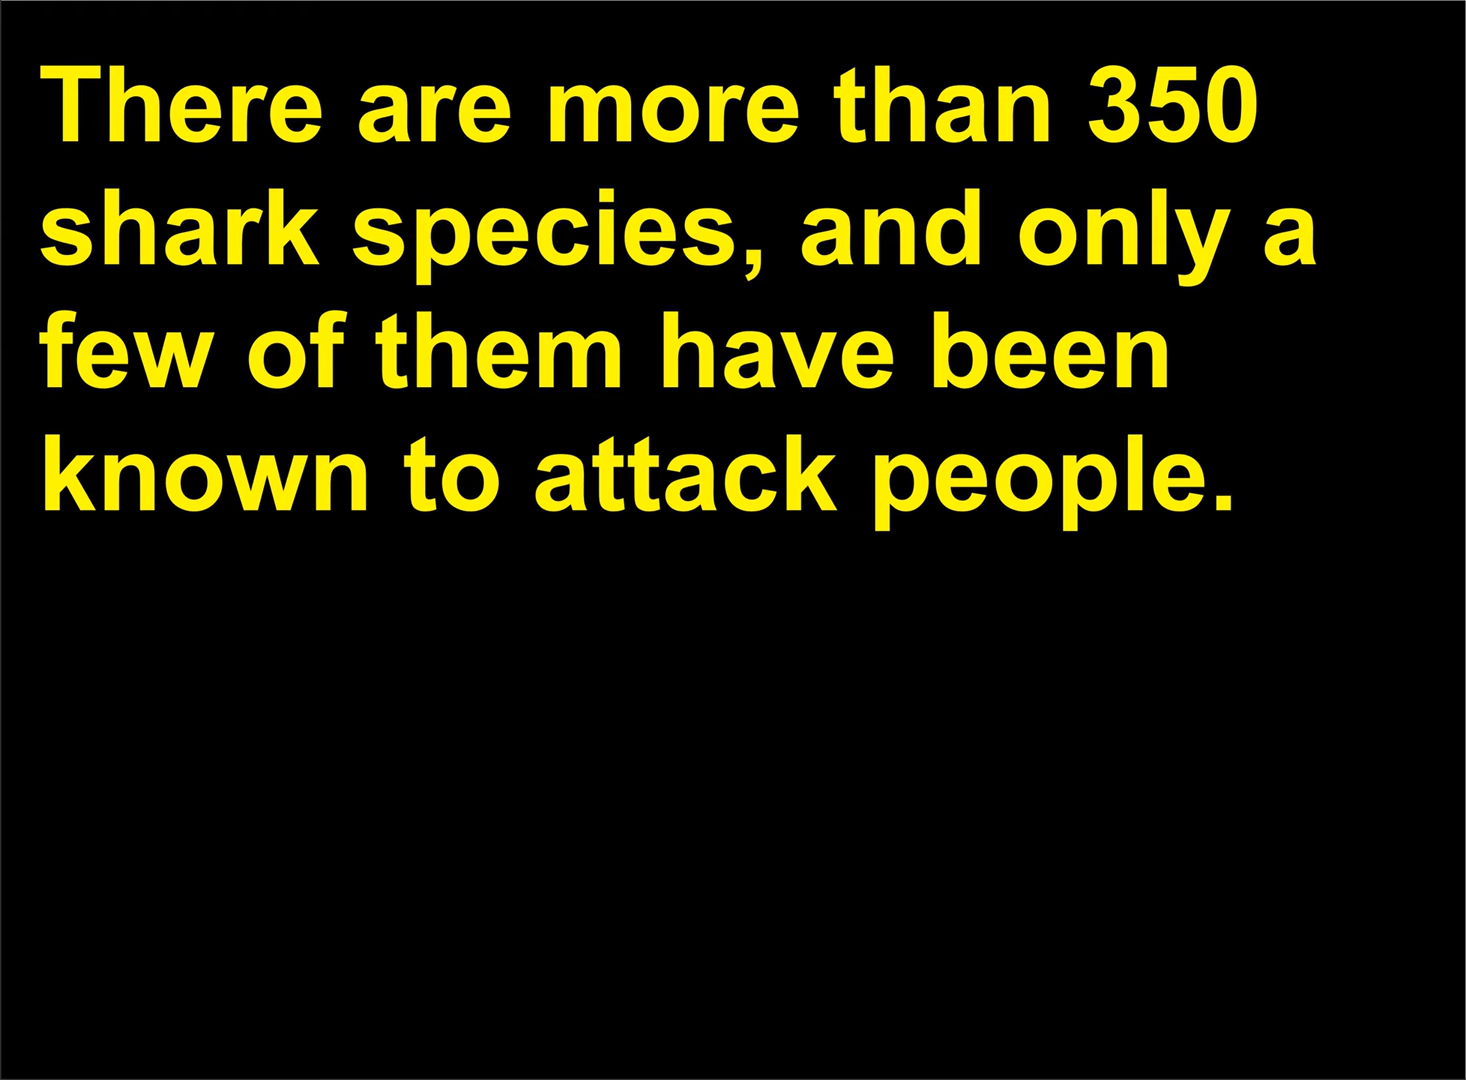 There are more than 350
shark species, and only a
few of them have been
known to attack people.